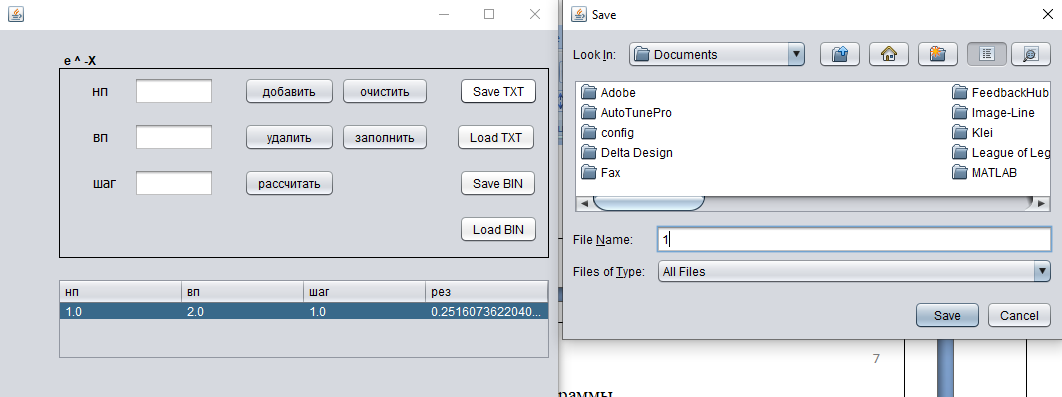 e ^ -X
нп
добавить
очистить
Save TXT
вп
удалить
заполнить
Load TXT
шаг
рассчитать
Save BIN
Load BIN
нп вп шаг рез
1.0 2.0 1.0 0.2516073622040...
Save
Look In:
Documents
Adobe
AutoTunePro
config
Delta Design
Fax
FeedbackHub
Image-Line
Klei
League of Leg
MATLAB
File Name:
1
Files of Type:
All Files
Save
Cancel
7
раммы